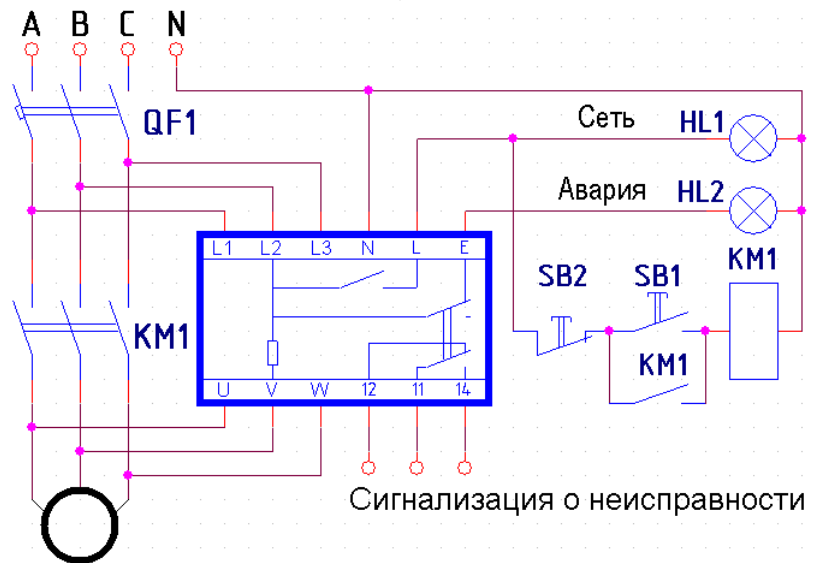 A B C N
QF1
Сеть HL1
Авария HL2
L1 L2 L3 N L E
SB2 SB1 KM1
KM1
KM1
U V W 12 11 14
Сигнализация о неисправности